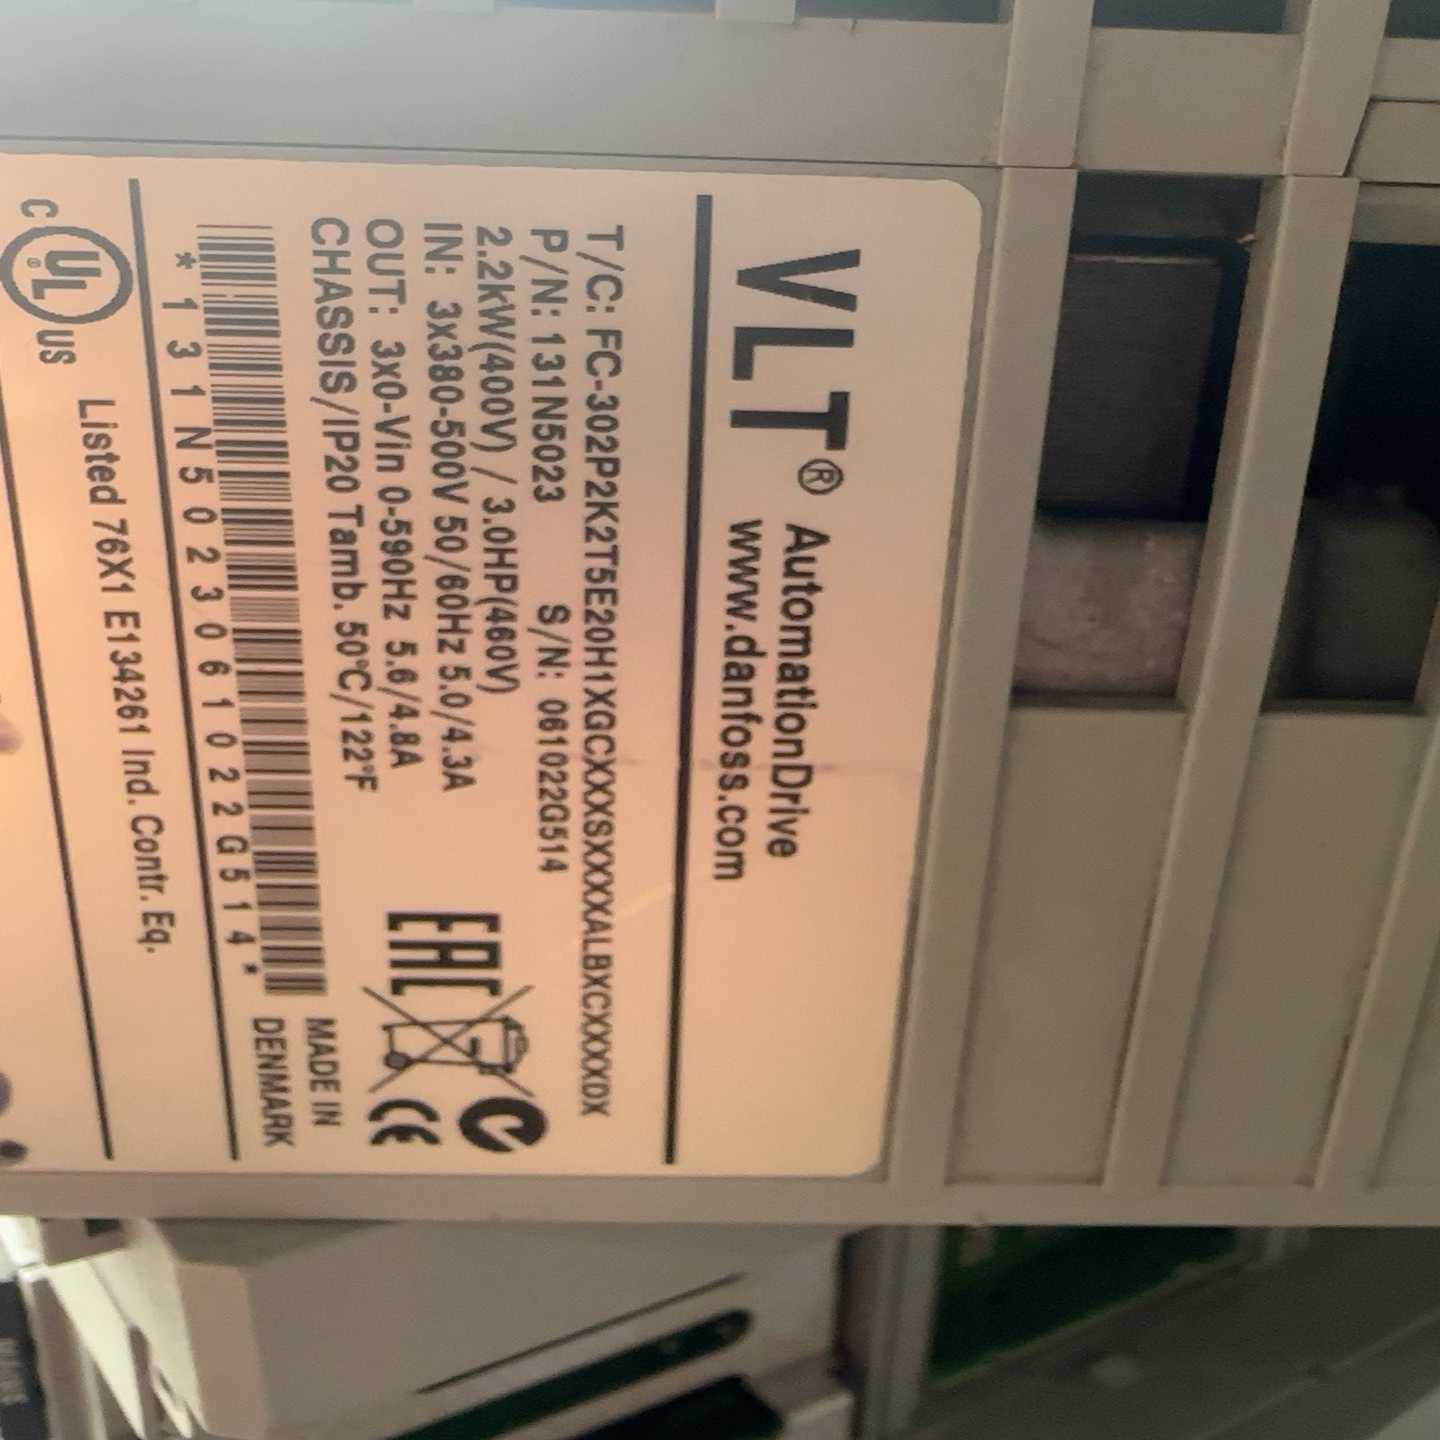 VLT® AutomationDrive
www.danfoss.com
T/C: FC-302P2K2T5E20H1XGCXXXSXXXXALBXCXXXXDX
P/N: 131N5023 S/N: 061022G514
2.2kW(400V) / 3.0HP(460V)
IN: 3x380-500V 50/60Hz 5.0/4.3A
OUT: 3x0-Vin 0-590Hz 5.6/4.8A
CHASSIS/IP20 Tamb. 50°C/122°F
EAC
CE
MADE IN
DENMARK
*131N5023061022G514*
C UL® US
Listed 76X1 E134261 Ind. Contr. Eq.